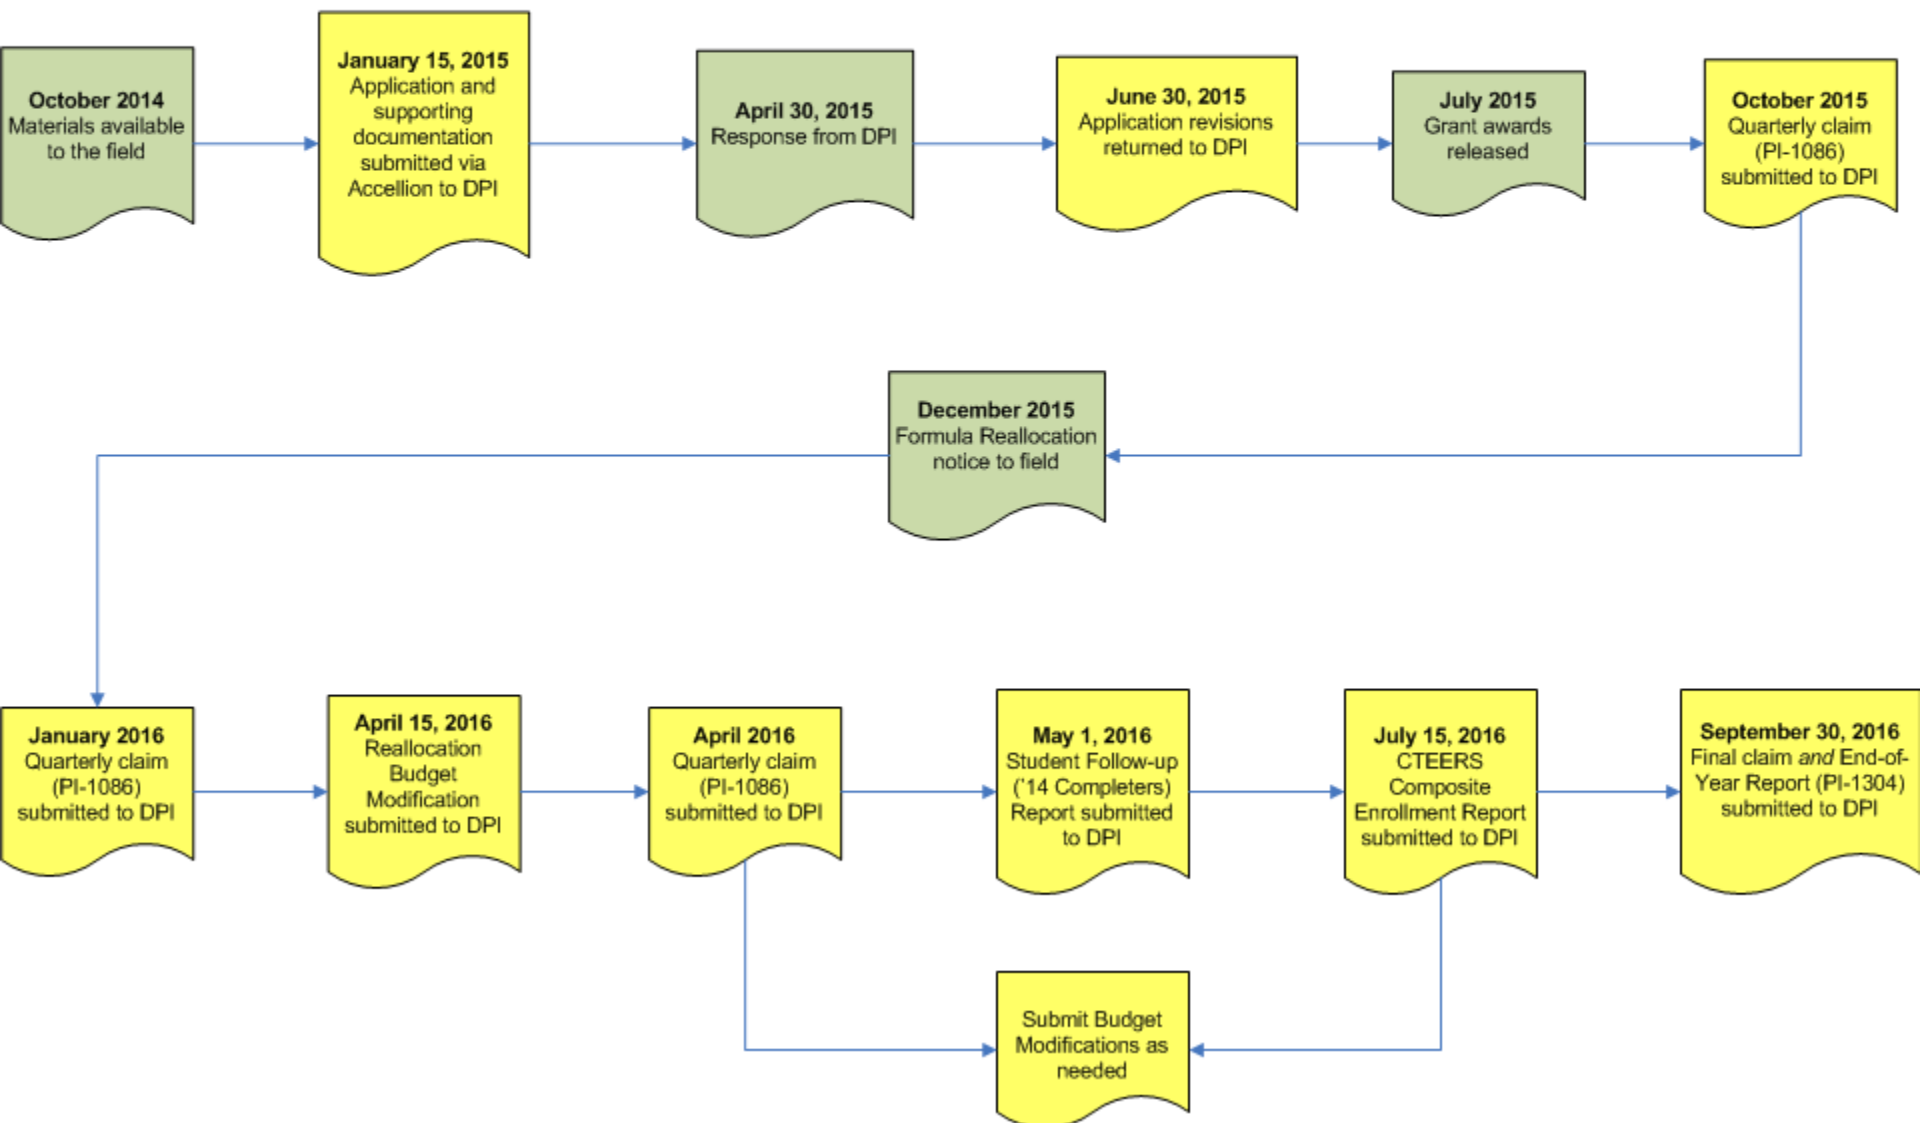 October 2014
Materials available
to the field
January 15, 2015
Application and
supporting
documentation
submitted via
Accellion to DPI
April 30, 2015
Response from DPI
June 30, 2015
Application revisions
returned to DPI
July 2015
Grant awards
released
October 2015
Quarterly claim
(PI-1086)
submitted to DPI
December 2015
Formula Reallocation
notice to field
January 2016
Quarterly claim
(PI-1086)
submitted to DPI
April 15, 2016
Reallocation
Budget
Modification
submitted to DPI
April 2016
Quarterly claim
(PI-1086)
submitted to DPI
May 1, 2016
Student Follow-up
('14 Completers)
Report submitted
to DPI
July 15, 2016
CTEERS
Composite
Enrollment Report
submitted to DPI
September 30, 2016
Final claim and End-of-
Year Report (PI-1304)
submitted to DPI
Submit Budget
Modifications as
needed